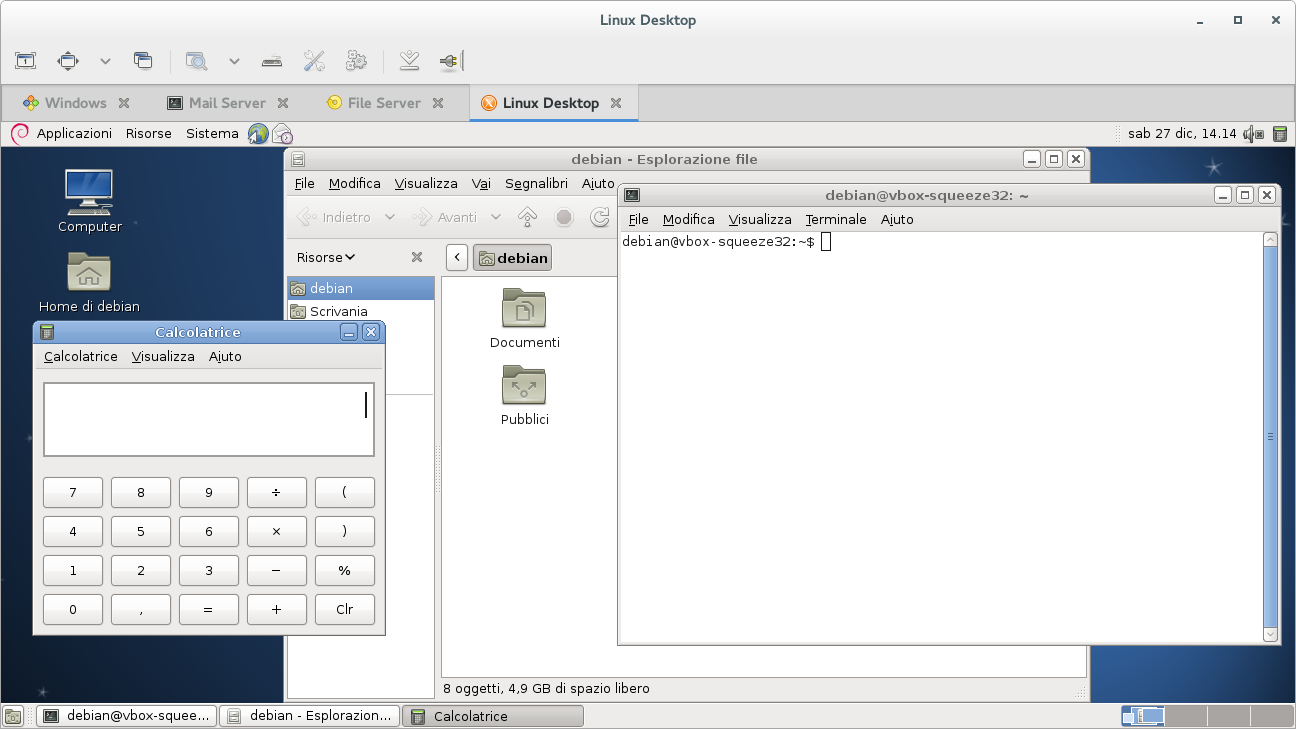 Linux Desktop
Windows
Mail Server
File Server
Linux Desktop
Applicazioni Risorse Sistema
sab 27 dic, 14.14
Computer
Home di debian
debian - Esplorazione file
File Modifica Visualizza Vai Segnalibri Aiuto
Indietro
Avanti
Risorse
debian
debian
Scrivania
Documenti
Pubblici
8 oggetti, 4,9 GB di spazio libero
debian@vbox-squeeze32: ~
File Modifica Visualizza Terminale Aiuto
debian@vbox-squeeze32:~$
Calcolatrice
Calcolatrice Visualizza Aiuto
7 8 9 ÷ (
4 5 6 × )
1 2 3 − %
0 , = + Clr
debian@vbox-squee...
debian - Esplorazion...
Calcolatrice